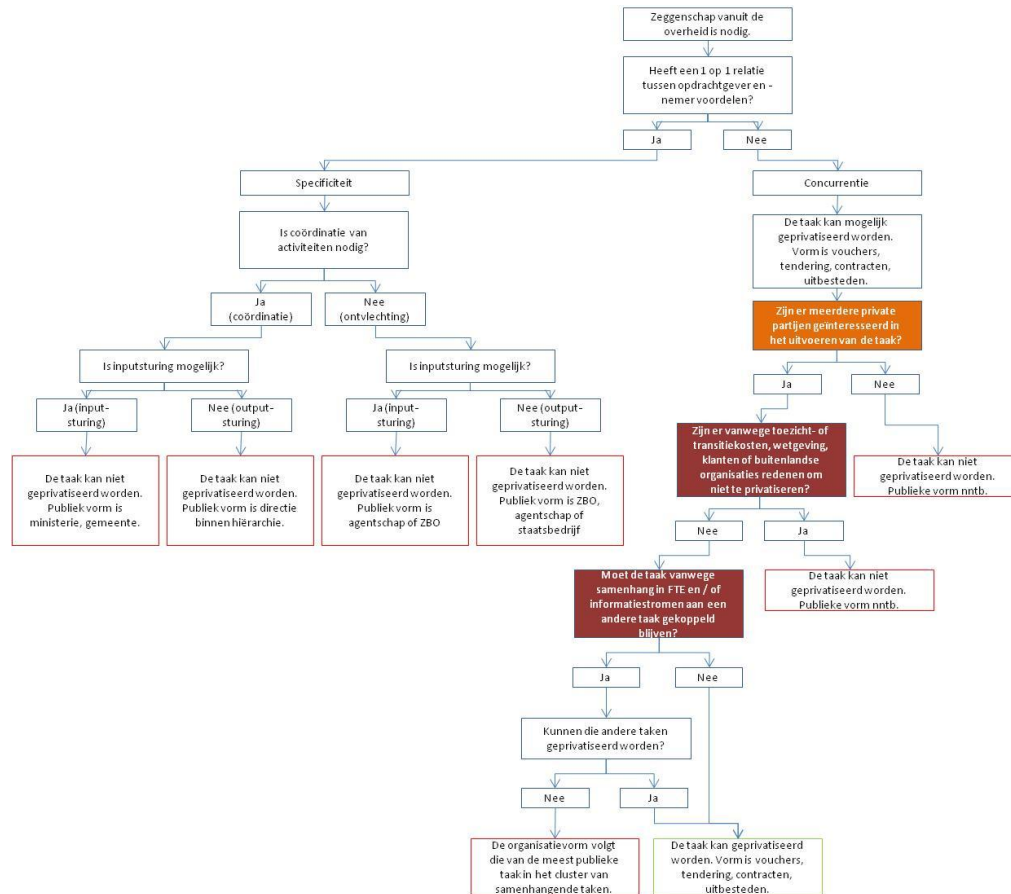 Zeggenschap vanuit de
overheid is nodig.
Heeft een 1 op 1 relatie
tussen opdrachtgever en -
nemer voordelen?
Ja
Nee
Specificiteit
Concurrentie
Is coördinatie van
activiteiten nodig?
De taak kan mogelijk
geprivatiseerd worden.
Vorm is vouchers,
tendering, contracten,
uitbesteden.
Ja
(coördinatie)
Nee
(ontvlechting)
Zijn er meerdere private
partijen geïnteresseerd in
het uitvoeren van de taak?
Is inputsturing mogelijk?
Is inputsturing mogelijk?
Ja
Nee
Ja (input-
sturing)
Nee (output-
sturing)
Ja (input-
sturing)
Nee (output-
sturing)
Zijn er vanwege toezicht- of
transitiekosten, wetgeving,
klanten of buitenlandse
organisaties redenen om
niet te privatiseren?
De taak kan niet
geprivatiseerd worden.
Publieke vorm nntb.
De taak kan niet
geprivatiseerd worden.
Publiek vorm is
ministerie, gemeente.
De taak kan niet
geprivatiseerd worden.
Publiek vorm is directie
binnen hiërarchie.
De taak kan niet
geprivatiseerd worden.
Publiek vorm is
agentschap of ZBO
De taak kan niet
geprivatiseerd worden.
Publiek vorm is ZBO,
agentschap of
staatsbedrijf
Nee
Ja
Moet de taak vanwege
samenhang in FTE en / of
informatiestromen aan een
andere taak gekoppeld
blijven?
De taak kan niet
geprivatiseerd worden.
Publieke vorm nntb.
Ja
Nee
Kunnen die andere taken
geprivatiseerd worden?
Nee
Ja
De organisatievorm volgt
die van de meest publieke
taak in het cluster van
samenhangende taken.
De taak kan geprivatiseerd
worden. Vorm is vouchers,
tendering, contracten,
uitbesteden.